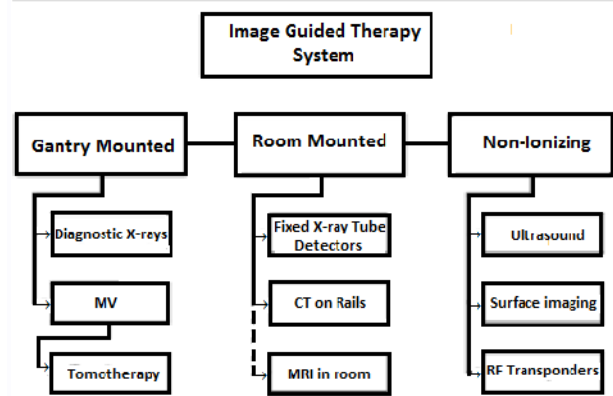 Image Guided Therapy
System
Gantry Mounted
Room Mounted
Non-Ionizing
Diagnostic X-rays
Fixed X-ray Tube
Detectors
Ultrasound
MV
CT on Rails
Surface imaging
Tomotherapy
MRI in room
RF Transponders